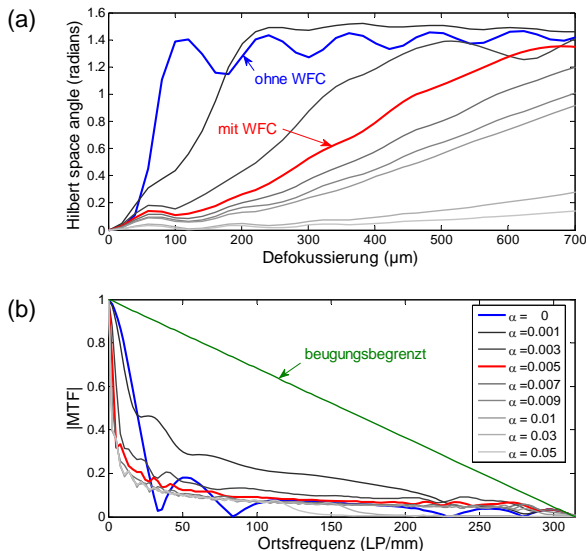 (a)
Hilbert space angle (radians)
1.6
1.4
1.2
1
0.8
0.6
0.4
0.2
0
ohne WFC
mit WFC
0 100 200 300 400 500 600 700
Defokussierung (µm)
(b)
|MTF|
1
0.8
0.6
0.4
0.2
0
beugungsbegrenzt
α = 0
α =0.001
α =0.003
α =0.005
α =0.007
α =0.009
α = 0.01
α = 0.03
α = 0.05
0 50 100 150 200 250 300
Ortsfrequenz (LP/mm)